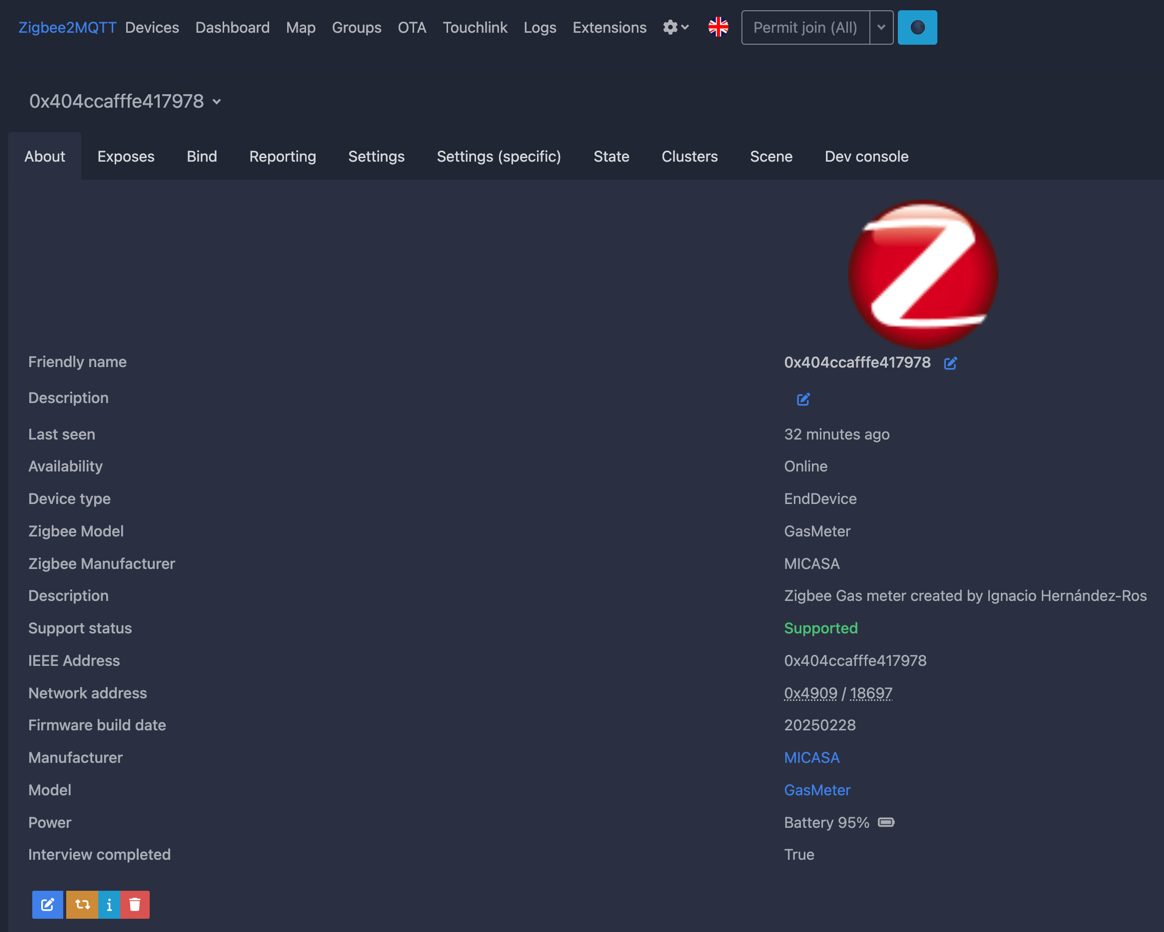 Zigbee2MQTT Devices Dashboard Map Groups OTA Touchlink Logs Extensions Permit join (All)
0x404ccafffe417978
About Exposes Bind Reporting Settings Settings (specific) State Clusters Scene Dev console
Z
Friendly name 0x404ccafffe417978
Description
Last seen 32 minutes ago
Availability Online
Device type EndDevice
Zigbee Model GasMeter
Zigbee Manufacturer MICASA
Description Zigbee Gas meter created by Ignacio Hernández-Ros
Support status Supported
IEEE Address 0x404ccafffe417978
Network address 0x4909 / 18697
Firmware build date 20250228
Manufacturer MICASA
Model GasMeter
Power Battery 95%
Interview completed True